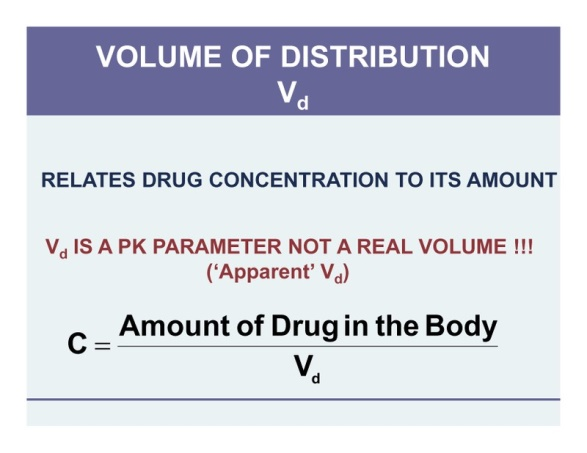 VOLUME OF DISTRIBUTION
Vd
RELATES DRUG CONCENTRATION TO ITS AMOUNT
Vd IS A PK PARAMETER NOT A REAL VOLUME !!!
(‘Apparent’ Vd)
C = Amount of Drug in the Body
Vd